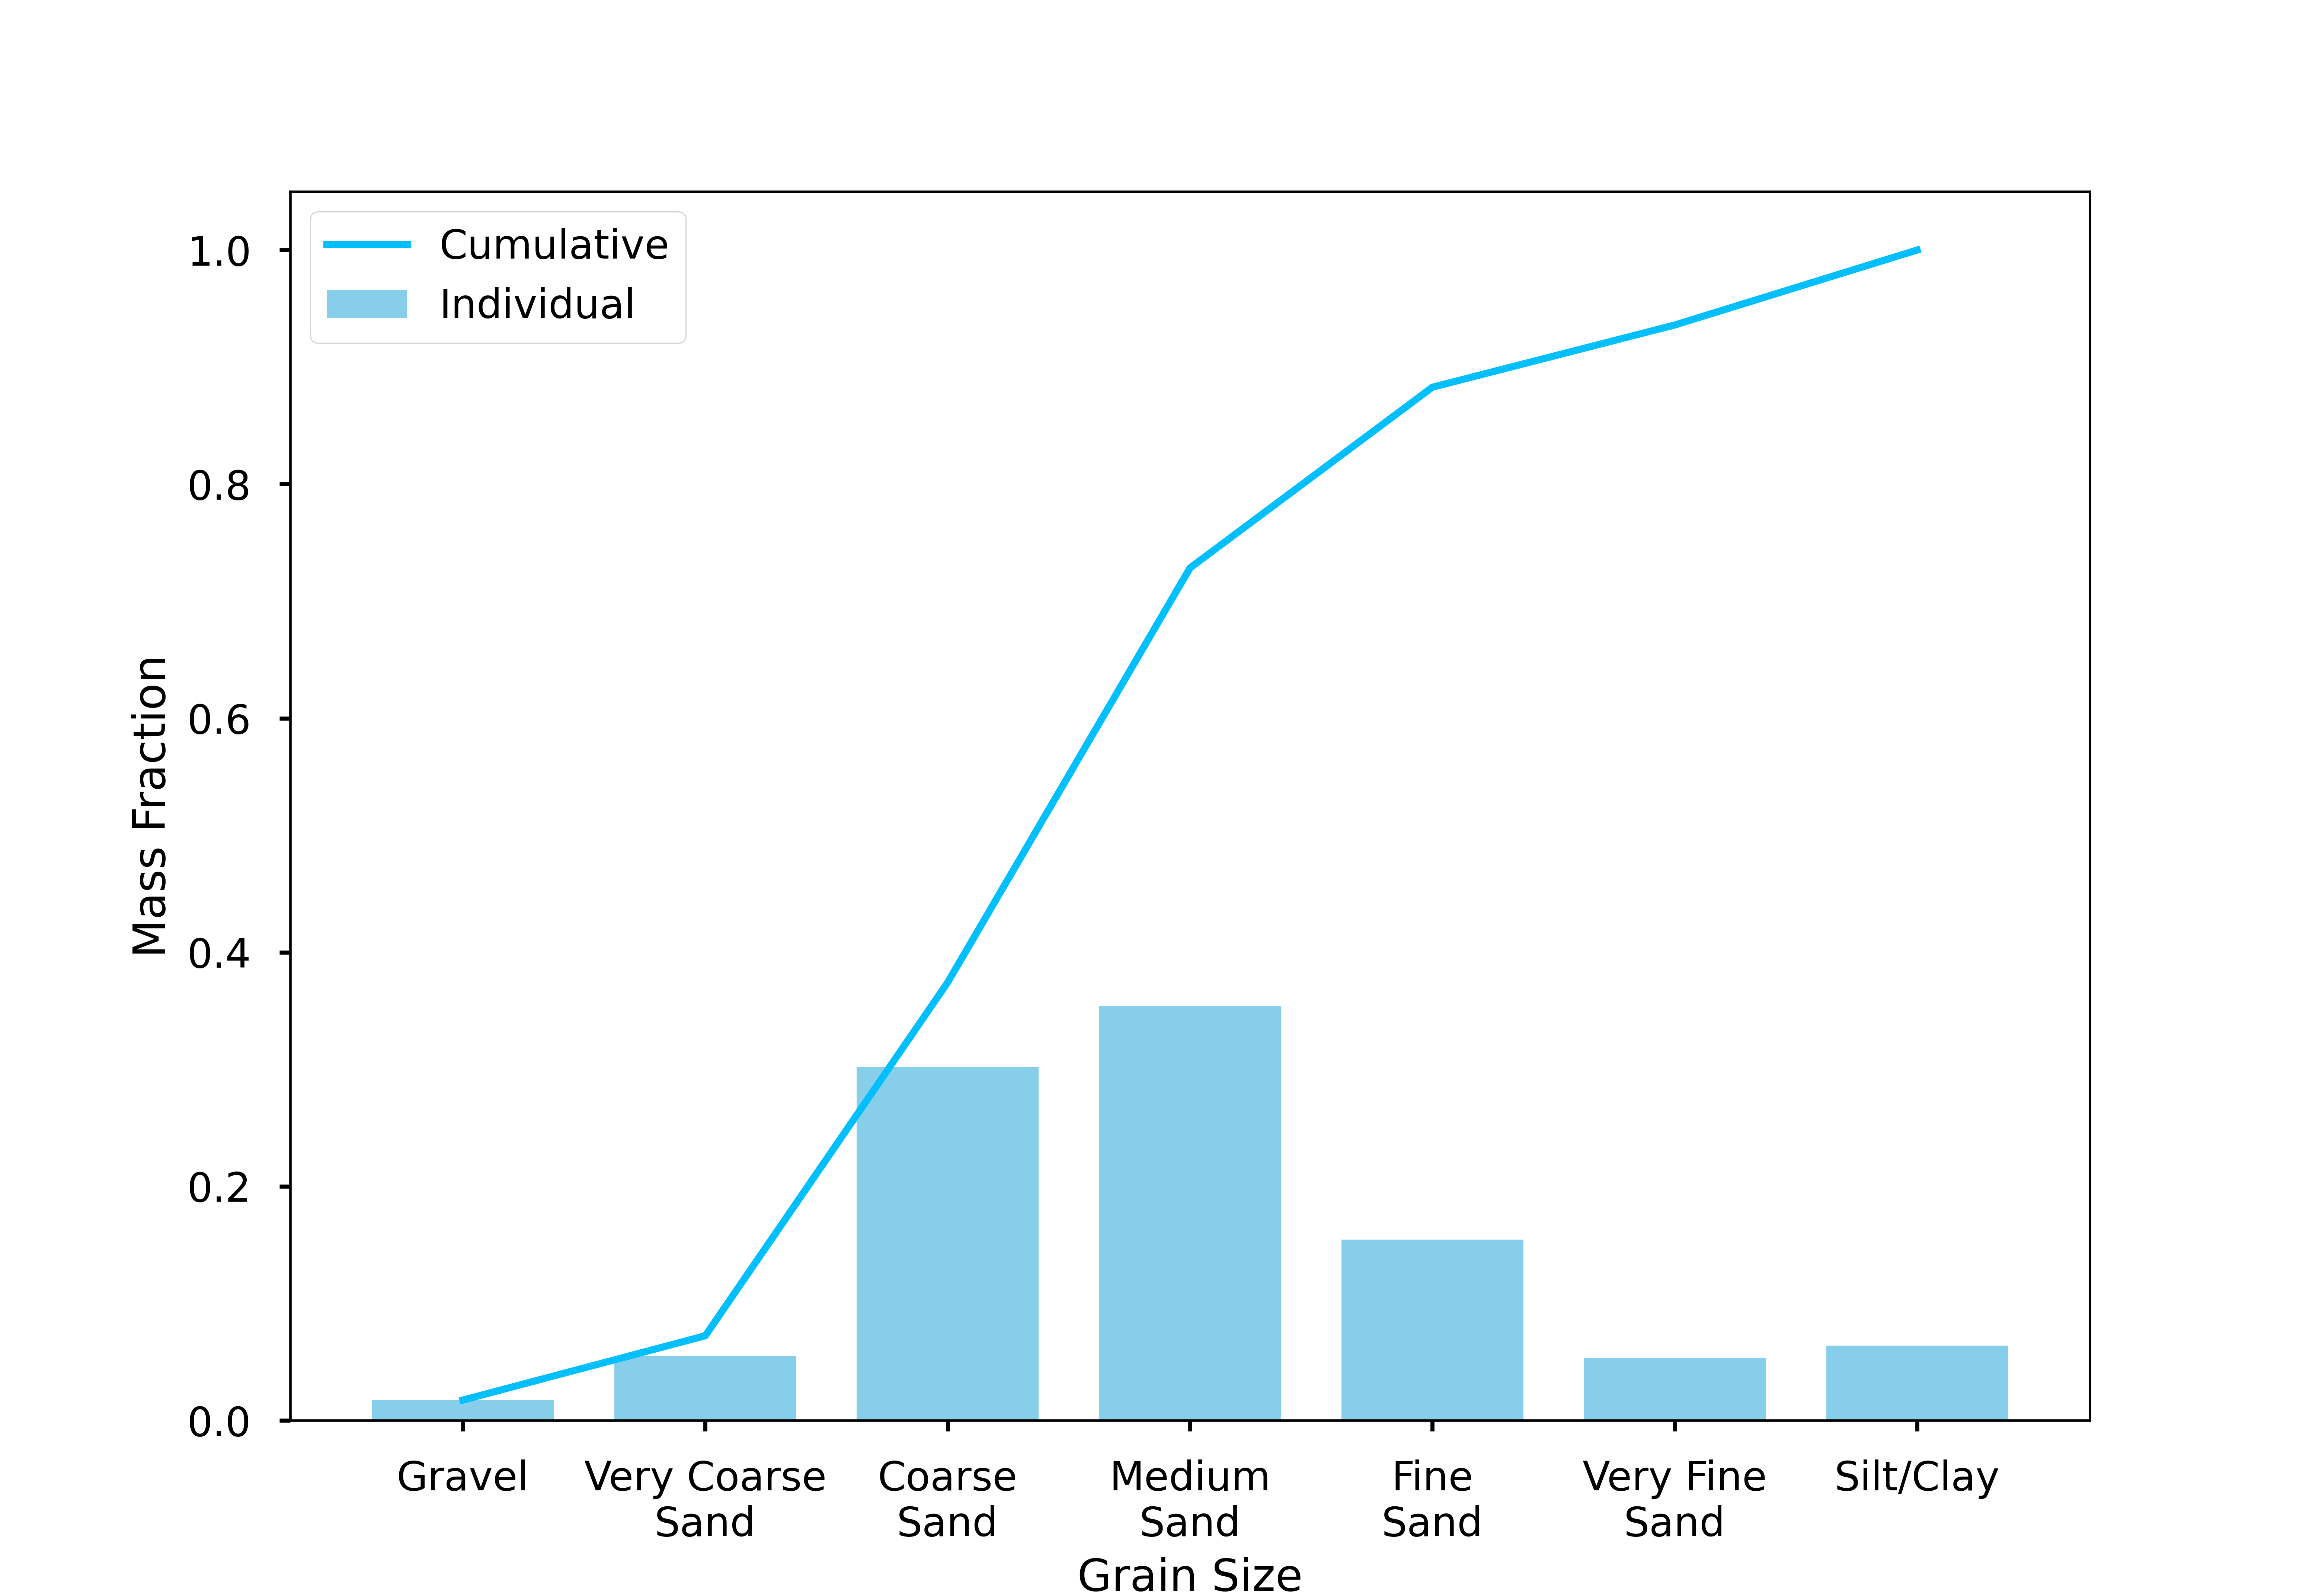 Cumulative
Individual
1.0
0.8
0.6
0.4
0.2
0.0
Mass Fraction
Gravel
Very Coarse
Sand
Coarse
Sand
Medium
Sand
Fine
Sand
Very Fine
Sand
Silt/Clay
Grain Size